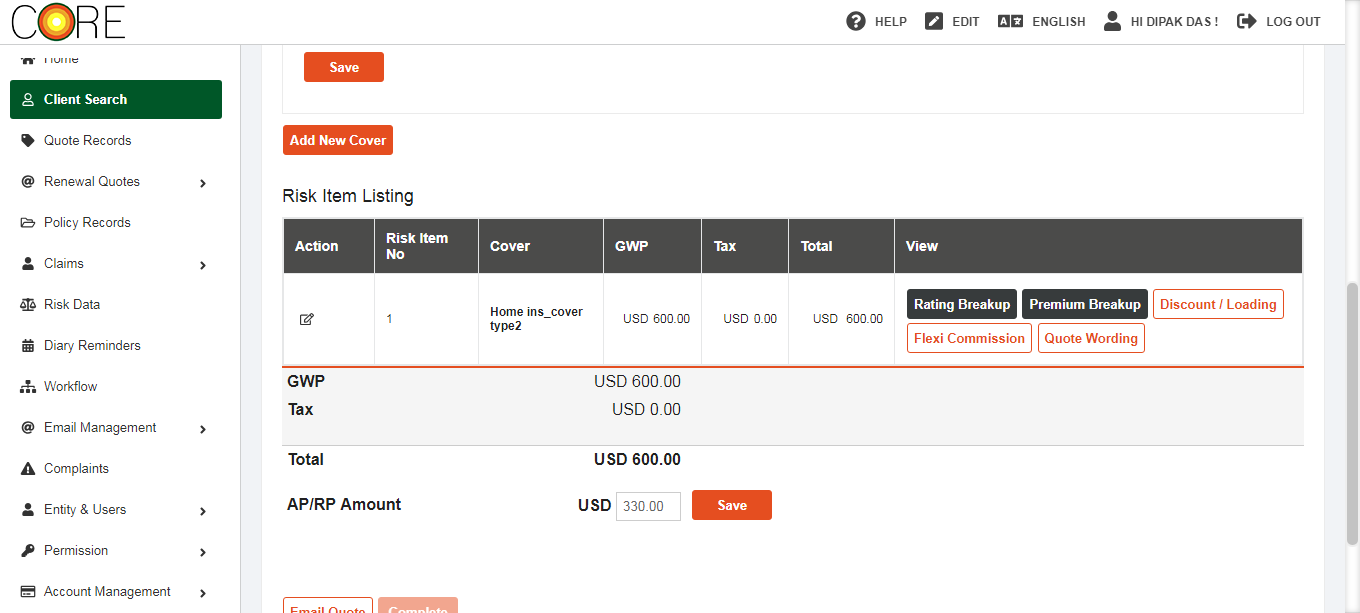 CORE
HELP
EDIT
ENGLISH
HI DIPAK DAS !
LOG OUT
Home
Client Search
Quote Records
Renewal Quotes
Policy Records
Claims
Risk Data
Diary Reminders
Workflow
Email Management
Complaints
Entity & Users
Permission
Account Management
Save
Add New Cover
Risk Item Listing
Action
Risk Item
No
Cover
GWP
Tax
Total
View
1
Home ins_cover
type2
USD 600.00
USD 0.00
USD 600.00
Rating Breakup
Premium Breakup
Discount / Loading
Flexi Commission
Quote Wording
GWP USD 600.00
Tax USD 0.00
Total USD 600.00
AP/RP Amount USD 330.00 Save
Email Quote
Complete